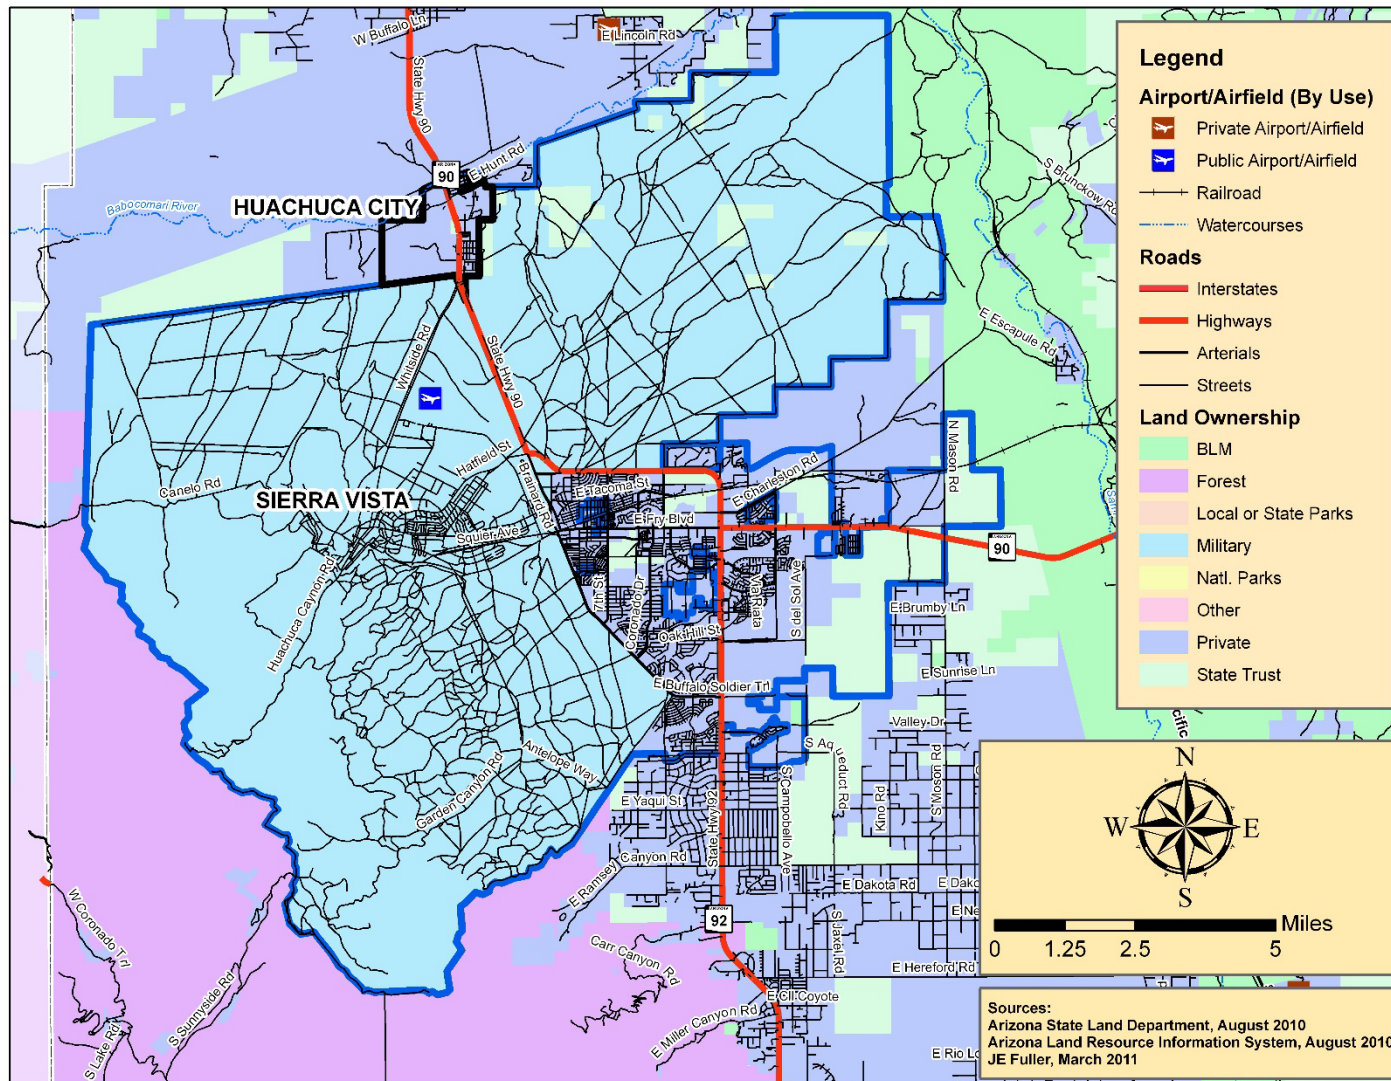 W Buffalo Ln
E Lincoln Rd
State Hwy 90
90
E Hunt Rd
HUACHUCA CITY
Babocomari River
S Brunckow Rd
E Escapule Rd
Whitside Rd
State Hwy 90
N Mason Rd
Hatfield St
Brainard Rd
E Charleston Rd
Canelo Rd
E Tacoma St
SIERRA VISTA
E Fry Blvd
Squier Ave
90
7th St
Coronado Dr
Via Riata
S del Sol Ave
Huachuca Caynon Rd
E Brumby Ln
Oak Hill St
E Sunrise Ln
E Buffalo Soldier Trl
Valley Dr
S Aqueduct Rd
Antelope Way
Garden Canyon Rd
E Yaqui St
State Hwy 92
S Campobello Ave
Kino Rd
S Moson Rd
E Ramsey Canyon Rd
E Dakota Rd
E Dako
E Ne
92
W Coronado Trl
S Jaxel Rd
Carr Canyon Rd
E Hereford Rd
S Sunnyside Rd
E Cll Coyote
E Miller Canyon Rd
S Lake Rd
E Rio Lo
cific
Legend
Airport/Airfield (By Use)
Private Airport/Airfield
Public Airport/Airfield
Railroad
Watercourses
Roads
Interstates
Highways
Arterials
Streets
Land Ownership
BLM
Forest
Local or State Parks
Military
Natl. Parks
Other
Private
State Trust
N
W E
S
0 1.25 2.5 5 Miles
Sources:
Arizona State Land Department, August 2010
Arizona Land Resource Information System, August 2010
JE Fuller, March 2011